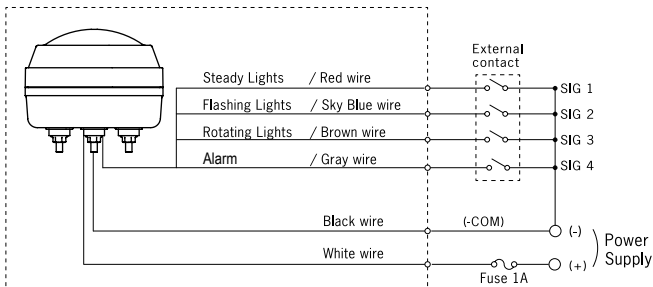 External
contact
Steady Lights / Red wire SIG 1
Flashing Lights / Sky Blue wire SIG 2
Rotating Lights / Brown wire SIG 3
Alarm / Gray wire SIG 4
Black wire (-COM) (-)
White wire Fuse 1A (+)
Power
Supply